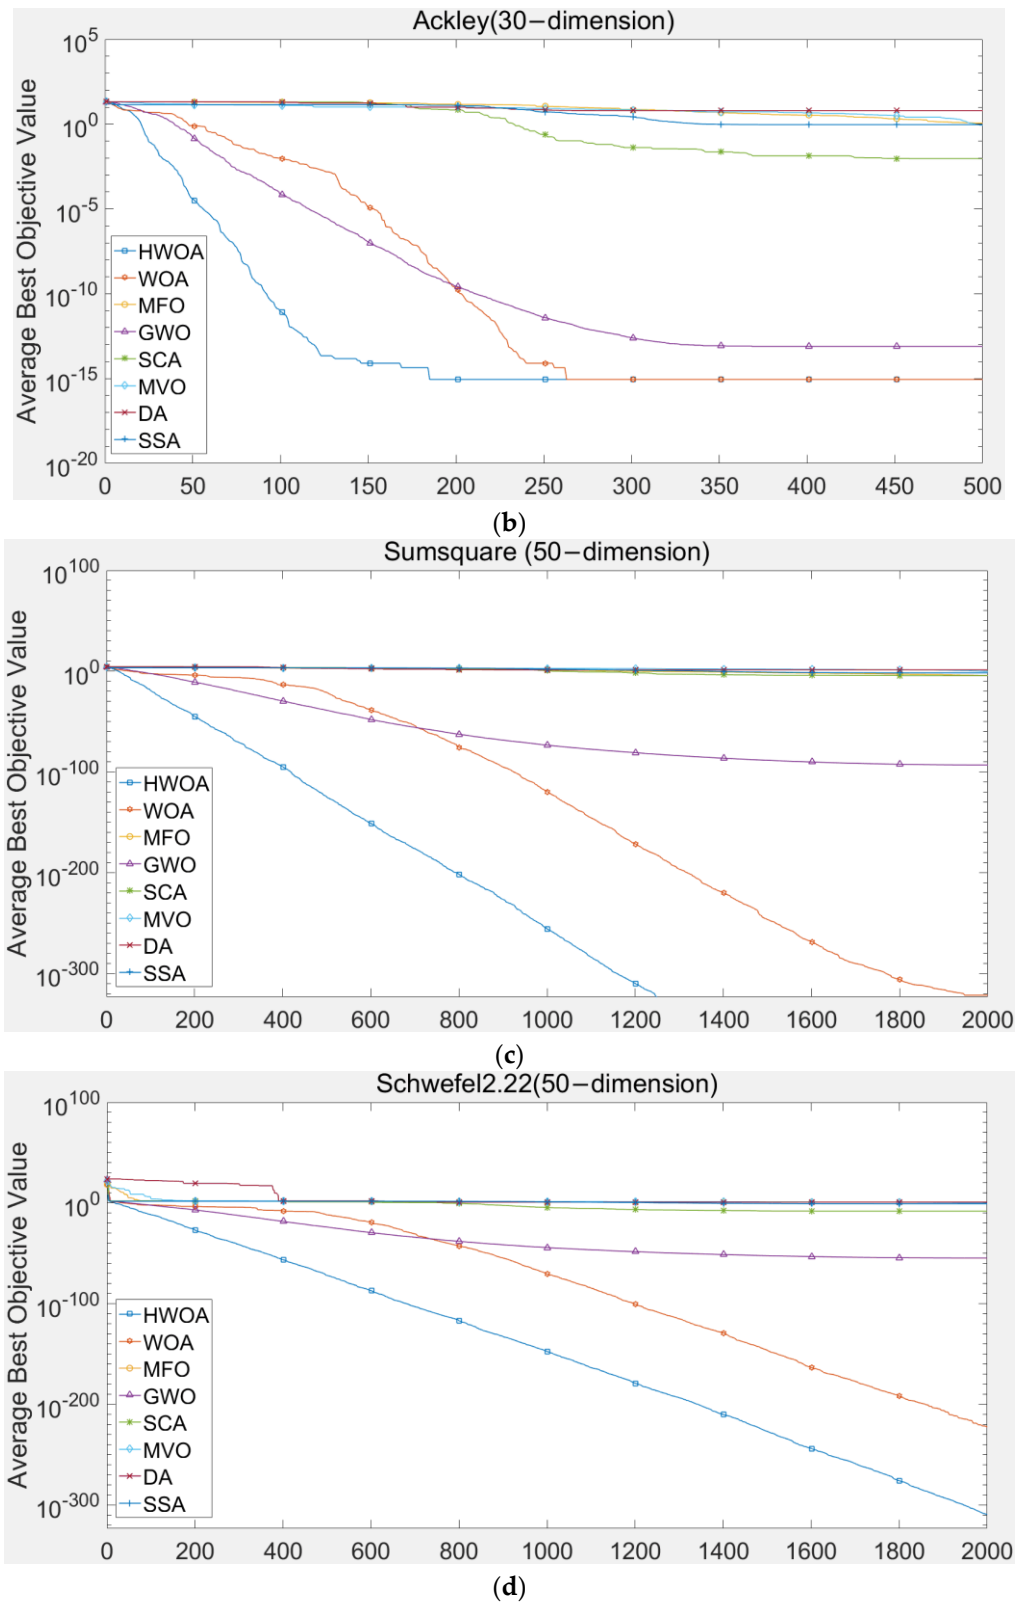 Ackley(30−dimension)
Average Best Objective Value
10^5
10^0
10^-5
10^-10
10^-15
10^-20
HWOA
WOA
MFO
GWO
SCA
MVO
DA
SSA
0 50 100 150 200 250 300 350 400 450 500
(b)
Sumsquare (50−dimension)
Average Best Objective Value
10^100
10^0
10^-100
10^-200
10^-300
HWOA
WOA
MFO
GWO
SCA
MVO
DA
SSA
0 200 400 600 800 1000 1200 1400 1600 1800 2000
(c)
Schwefel2.22(50−dimension)
Average Best Objective Value
10^100
10^0
10^-100
10^-200
10^-300
HWOA
WOA
MFO
GWO
SCA
MVO
DA
SSA
0 200 400 600 800 1000 1200 1400 1600 1800 2000
(d)